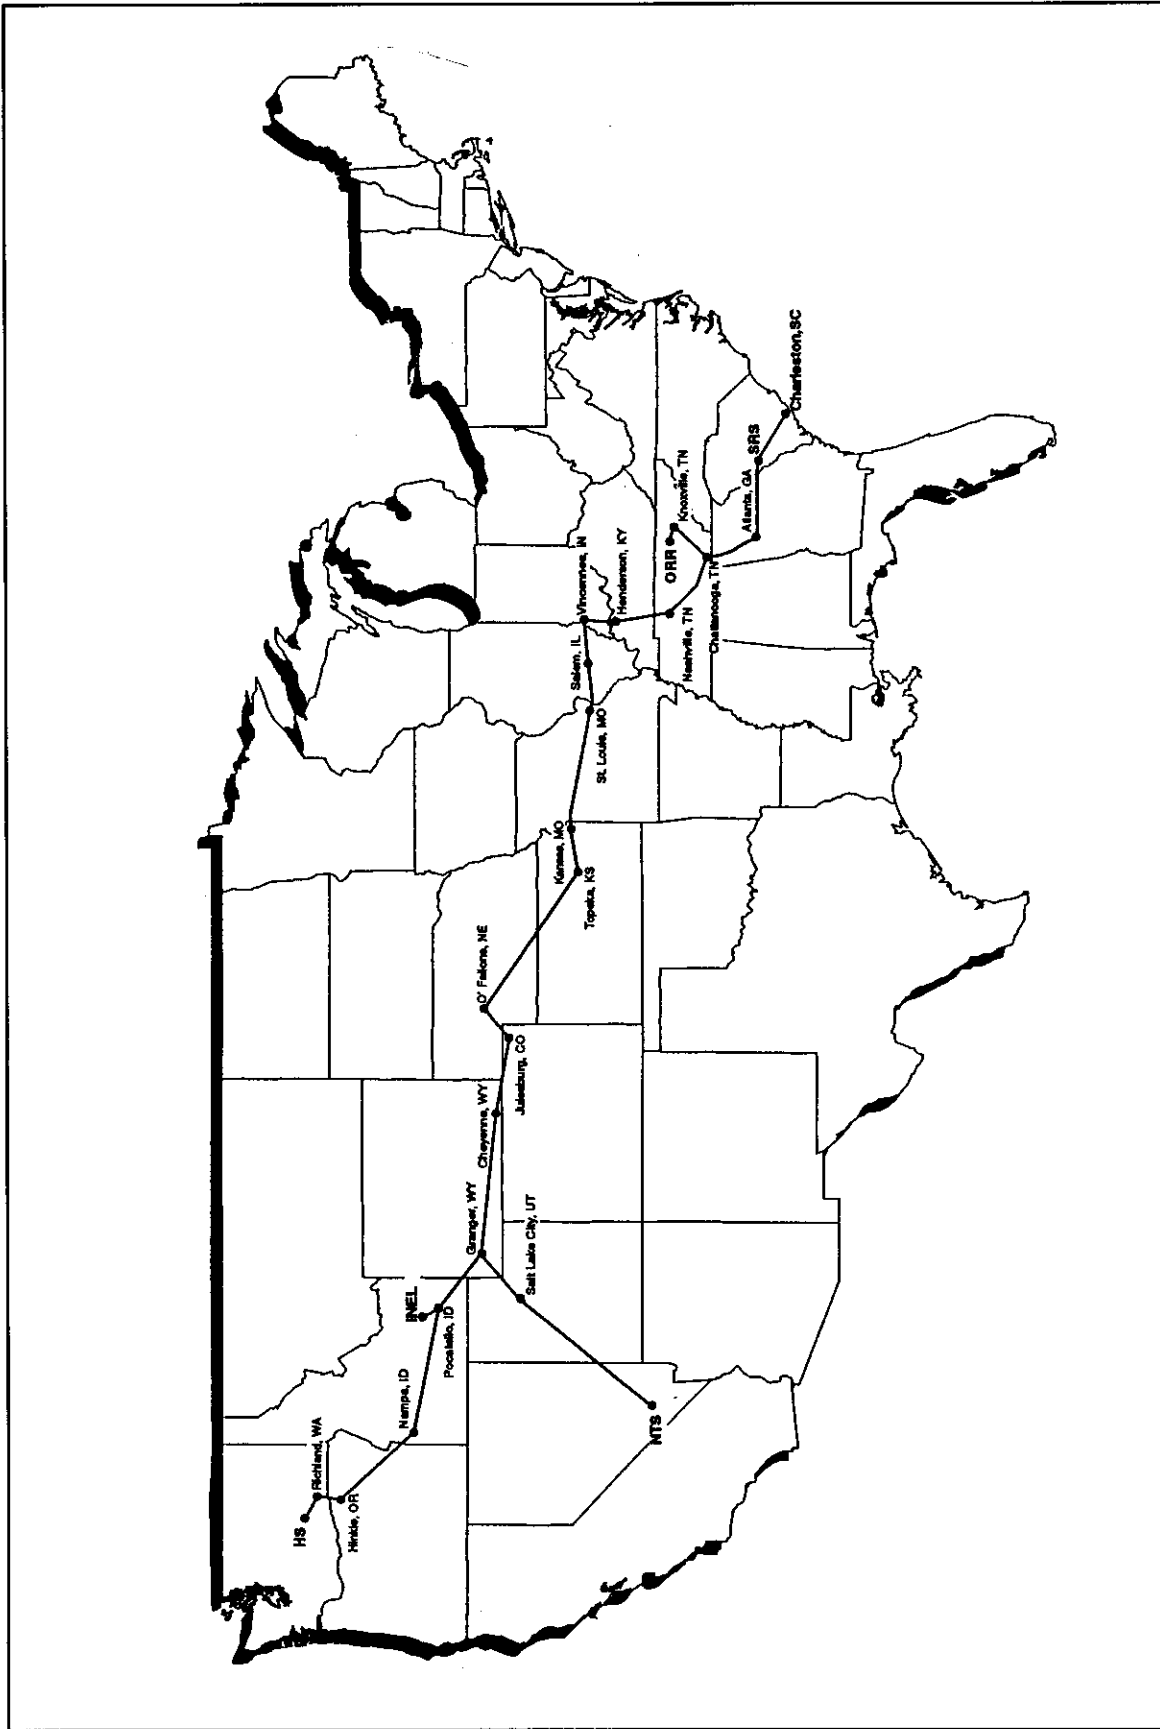 HS
Richland, WA
Hinkle, OR
Nampa, ID
INEL
Pocatello, ID
Granger, WY
Salt Lake City, UT
NTS
Cheyenne, WY
Julesburg, CO
O' Fallons, NE
Topeka, KS
Kansas, MO
St. Louis, MO
Salem, IL
Vincennes, IN
Henderson, KY
Nashville, TN
Chattanooga, TN
ORR
Knoxville, TN
Atlanta, GA
SRS
Charleston, SC